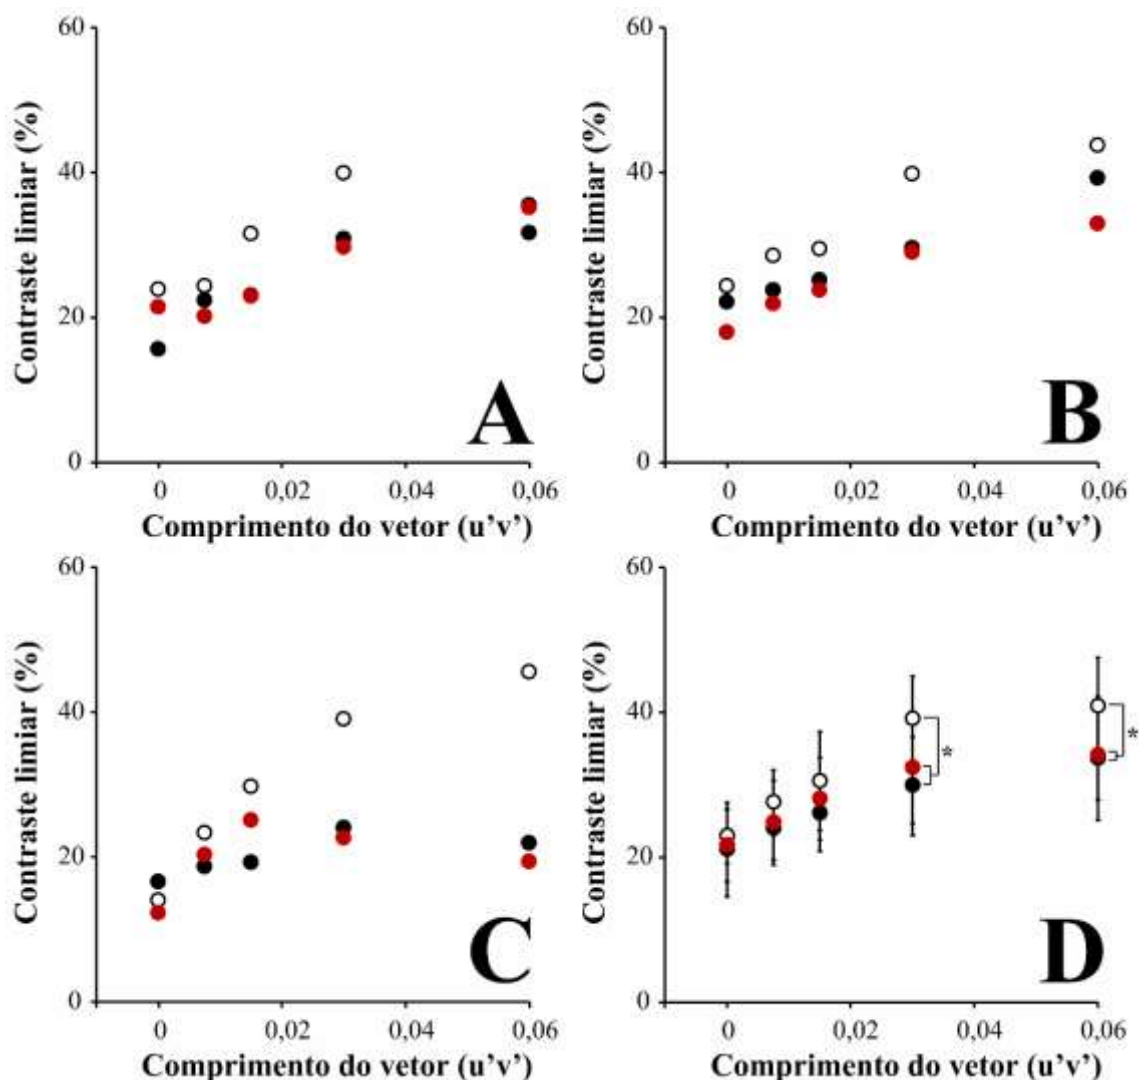 60
40
20
0
Contraste limiar (%)
A
0 0,02 0,04 0,06
Comprimento do vetor (u’v’)
60
40
20
0
Contraste limiar (%)
B
0 0,02 0,04 0,06
Comprimento do vetor (u’v’)
60
40
20
0
Contraste limiar (%)
C
0 0,02 0,04 0,06
Comprimento do vetor (u’v’)
60
40
20
0
Contraste limiar (%)
*
*
D
0 0,02 0,04 0,06
Comprimento do vetor (u’v’)